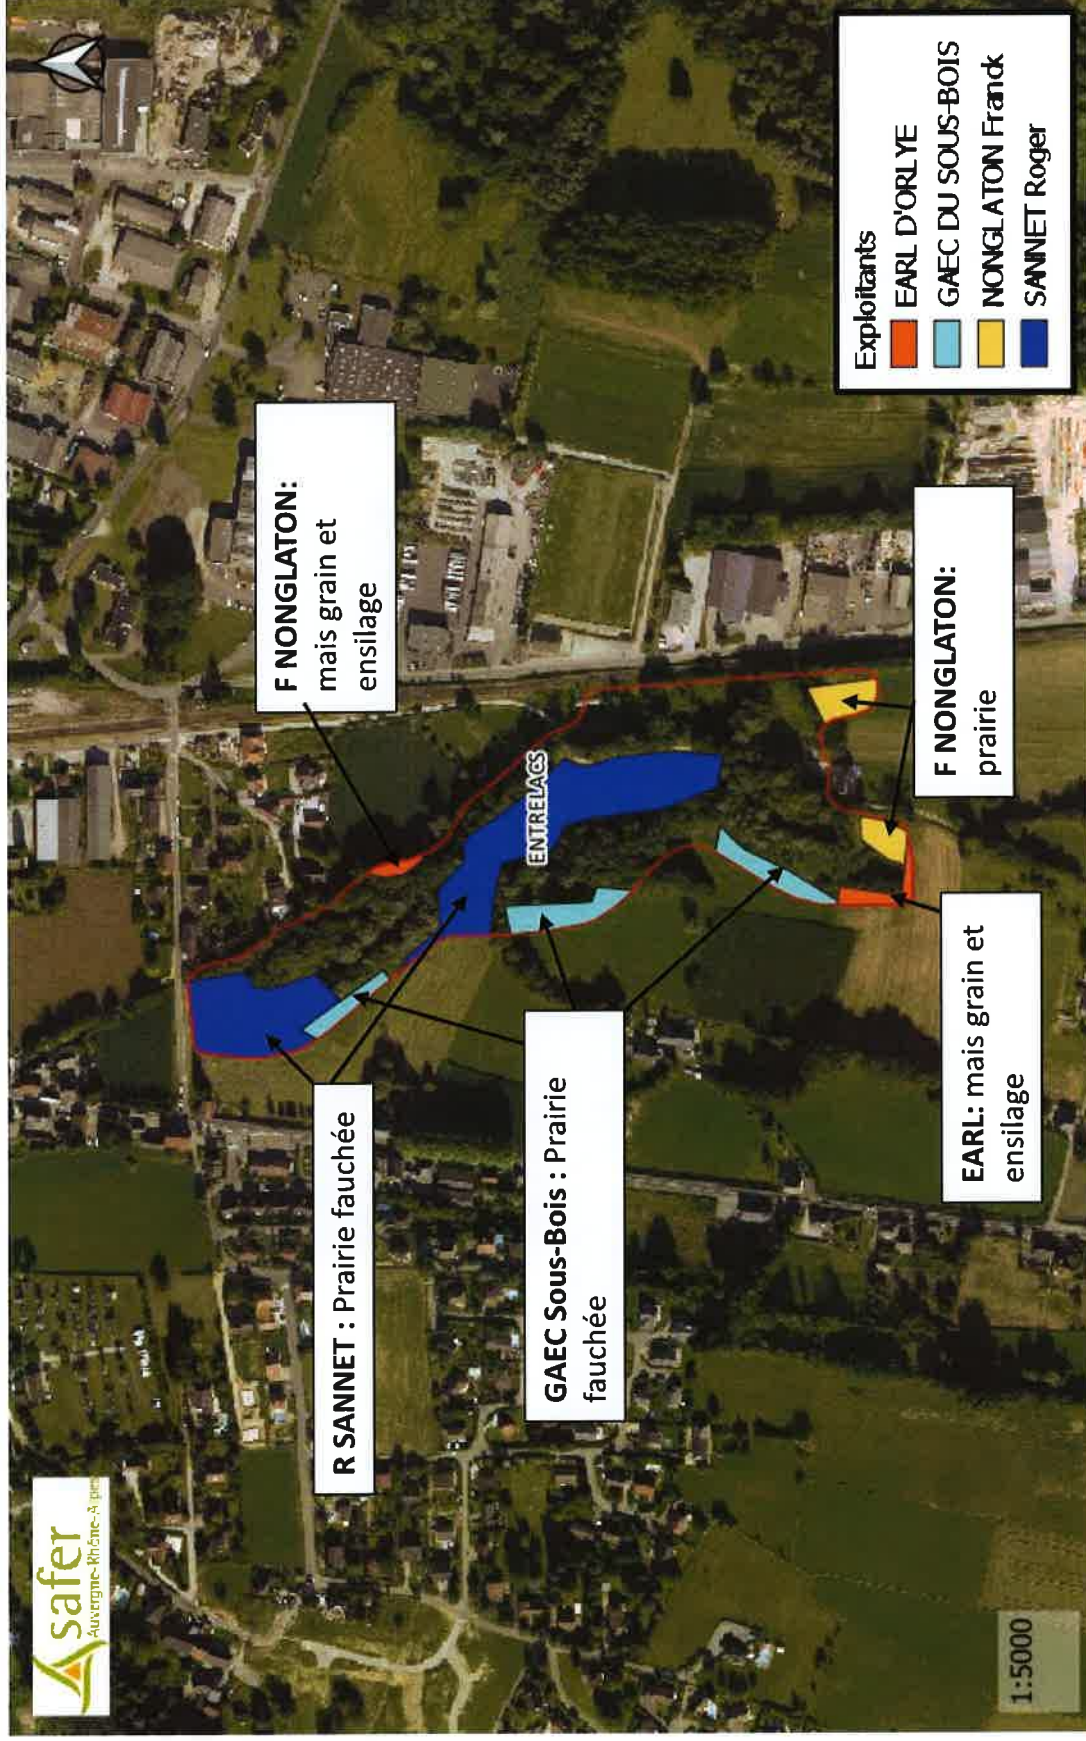 safer
Auvergne-Rhône-Alpes
R SANNET : Prairie fauchée
F NONGLATON:
mais grain et
ensilage
GAEC Sous-Bois : Prairie
fauchée
ENTRELACS
F NONGLATON:
prairie
EARL: mais grain et
ensilage
Exploitants
EARL D'ORLYE
GAEC DU SOUS-BOIS
NONGLATON Franck
SANNET Roger
1:5000